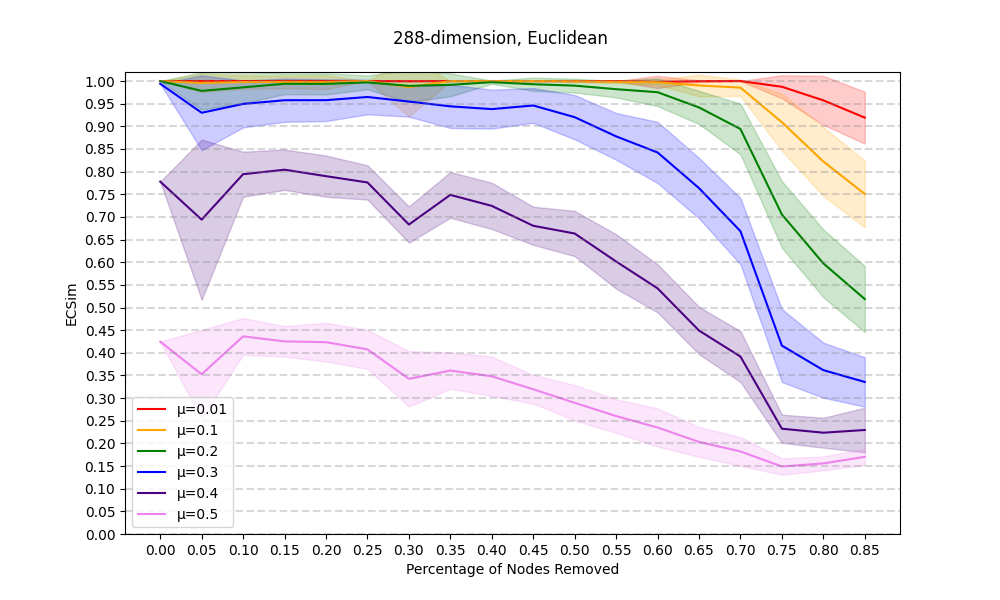 288-dimension, Euclidean
ECSim
1.00
0.95
0.90
0.85
0.80
0.75
0.70
0.65
0.60
0.55
0.50
0.45
0.40
0.35
0.30
0.25
0.20
0.15
0.10
0.05
0.00
μ=0.01
μ=0.1
μ=0.2
μ=0.3
μ=0.4
μ=0.5
0.00 0.05 0.10 0.15 0.20 0.25 0.30 0.35 0.40 0.45 0.50 0.55 0.60 0.65 0.70 0.75 0.80 0.85
Percentage of Nodes Removed